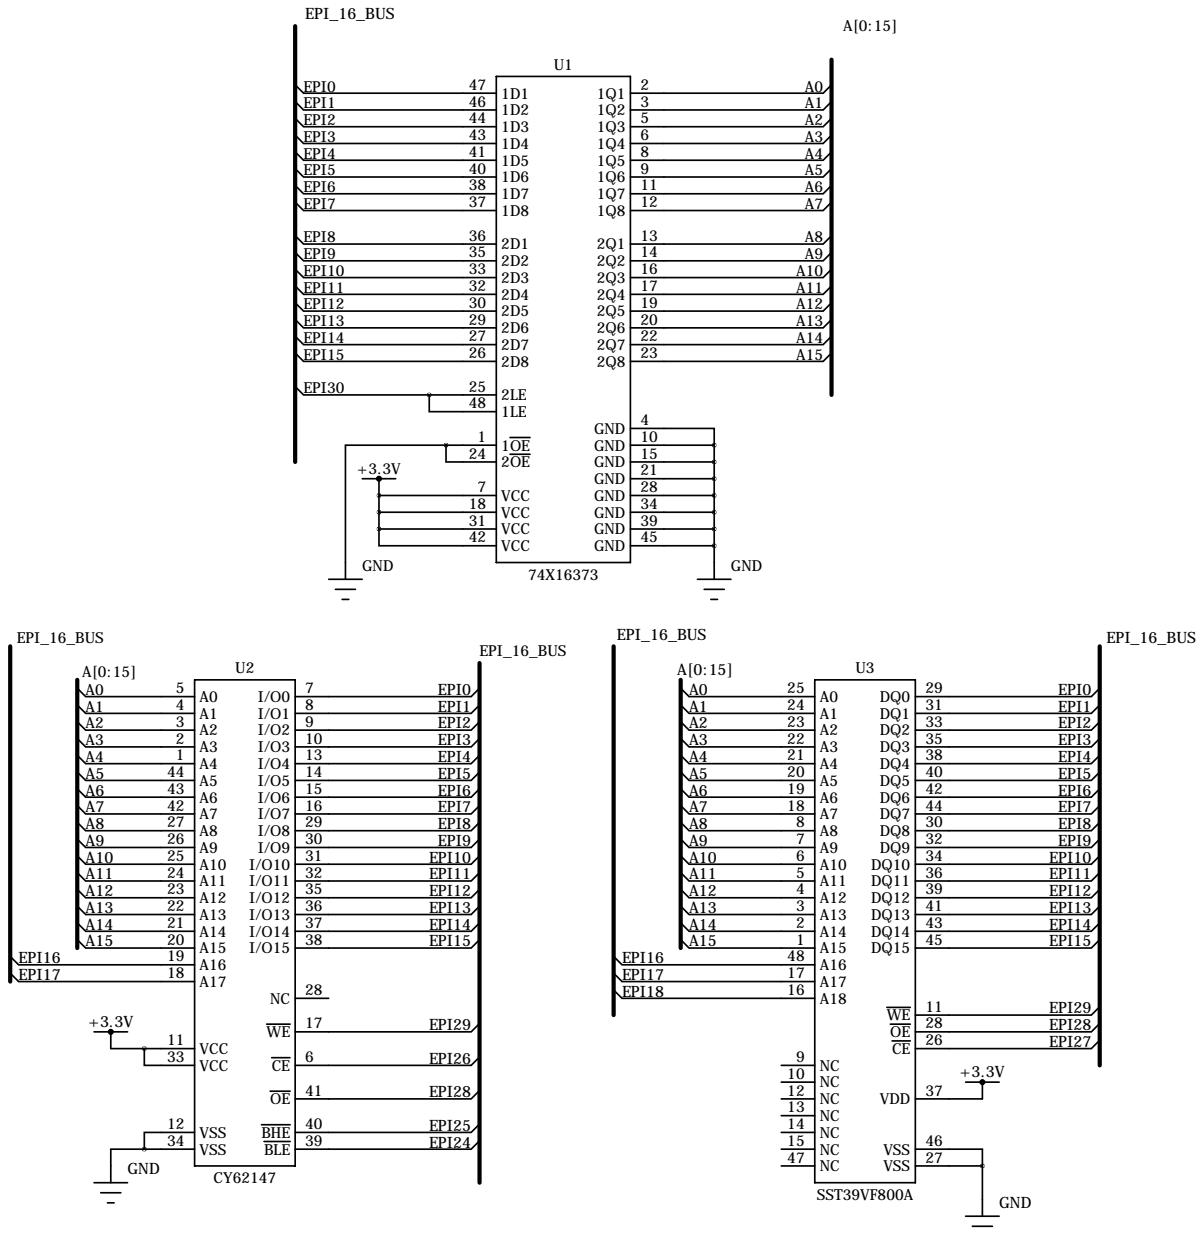 EPI_16_BUS
A[0:15]
U1
EPI0 47 1D1 1Q1 2 A0
EPI1 46 1D2 1Q2 3 A1
EPI2 44 1D3 1Q3 5 A2
EPI3 43 1D4 1Q4 6 A3
EPI4 41 1D5 1Q5 8 A4
EPI5 40 1D6 1Q6 9 A5
EPI6 38 1D7 1Q7 11 A6
EPI7 37 1D8 1Q8 12 A7
EPI8 36 2D1 2Q1 13 A8
EPI9 35 2D2 2Q2 14 A9
EPI10 33 2D3 2Q3 16 A10
EPI11 32 2D4 2Q4 17 A11
EPI12 30 2D5 2Q5 19 A12
EPI13 29 2D6 2Q6 20 A13
EPI14 27 2D7 2Q7 22 A14
EPI15 26 2D8 2Q8 23 A15
EPI30 25 2LE
48 1LE
GND 4
1 1OE GND 10
24 2OE GND 15
+3.3V GND 21
7 VCC GND 28
18 VCC GND 34
31 VCC GND 39
42 VCC GND 45
GND GND
74X16373
EPI_16_BUS
EPI_16_BUS
A[0:15] U2
A0 5 A0 I/O0 7 EPI0
A1 4 A1 I/O1 8 EPI1
A2 3 A2 I/O2 9 EPI2
A3 2 A3 I/O3 10 EPI3
A4 1 A4 I/O4 13 EPI4
A5 44 A5 I/O5 14 EPI5
A6 43 A6 I/O6 15 EPI6
A7 42 A7 I/O7 16 EPI7
A8 27 A8 I/O8 29 EPI8
A9 26 A9 I/O9 30 EPI9
A10 25 A10 I/O10 31 EPI10
A11 24 A11 I/O11 32 EPI11
A12 23 A12 I/O12 35 EPI12
A13 22 A13 I/O13 36 EPI13
A14 21 A14 I/O14 37 EPI14
A15 20 A15 I/O15 38 EPI15
EPI16 19 A16
EPI17 18 A17
NC 28
+3.3V WE 17 EPI29
11 VCC
33 VCC CE 6 EPI26
OE 41 EPI28
12 VSS BHE 40 EPI25
34 VSS BLE 39 EPI24
GND
CY62147
EPI_16_BUS
EPI_16_BUS
A[0:15] U3
A0 25 A0 DQ0 29 EPI0
A1 24 A1 DQ1 31 EPI1
A2 23 A2 DQ2 33 EPI2
A3 22 A3 DQ3 35 EPI3
A4 21 A4 DQ4 38 EPI4
A5 20 A5 DQ5 40 EPI5
A6 19 A6 DQ6 42 EPI6
A7 18 A7 DQ7 44 EPI7
A8 8 A8 DQ8 30 EPI8
A9 7 A9 DQ9 32 EPI9
A10 6 A10 DQ10 34 EPI10
A11 5 A11 DQ11 36 EPI11
A12 4 A12 DQ12 39 EPI12
A13 3 A13 DQ13 41 EPI13
A14 2 A14 DQ14 43 EPI14
A15 1 A15 DQ15 45 EPI15
EPI16 48 A16
EPI17 17 A17
EPI18 16 A18
WE 11 EPI29
OE 28 EPI28
CE 26 EPI27
9 NC
10 NC +3.3V
12 NC VDD 37
13 NC
14 NC
15 NC VSS 46
47 NC VSS 27
SST39VF800A
GND